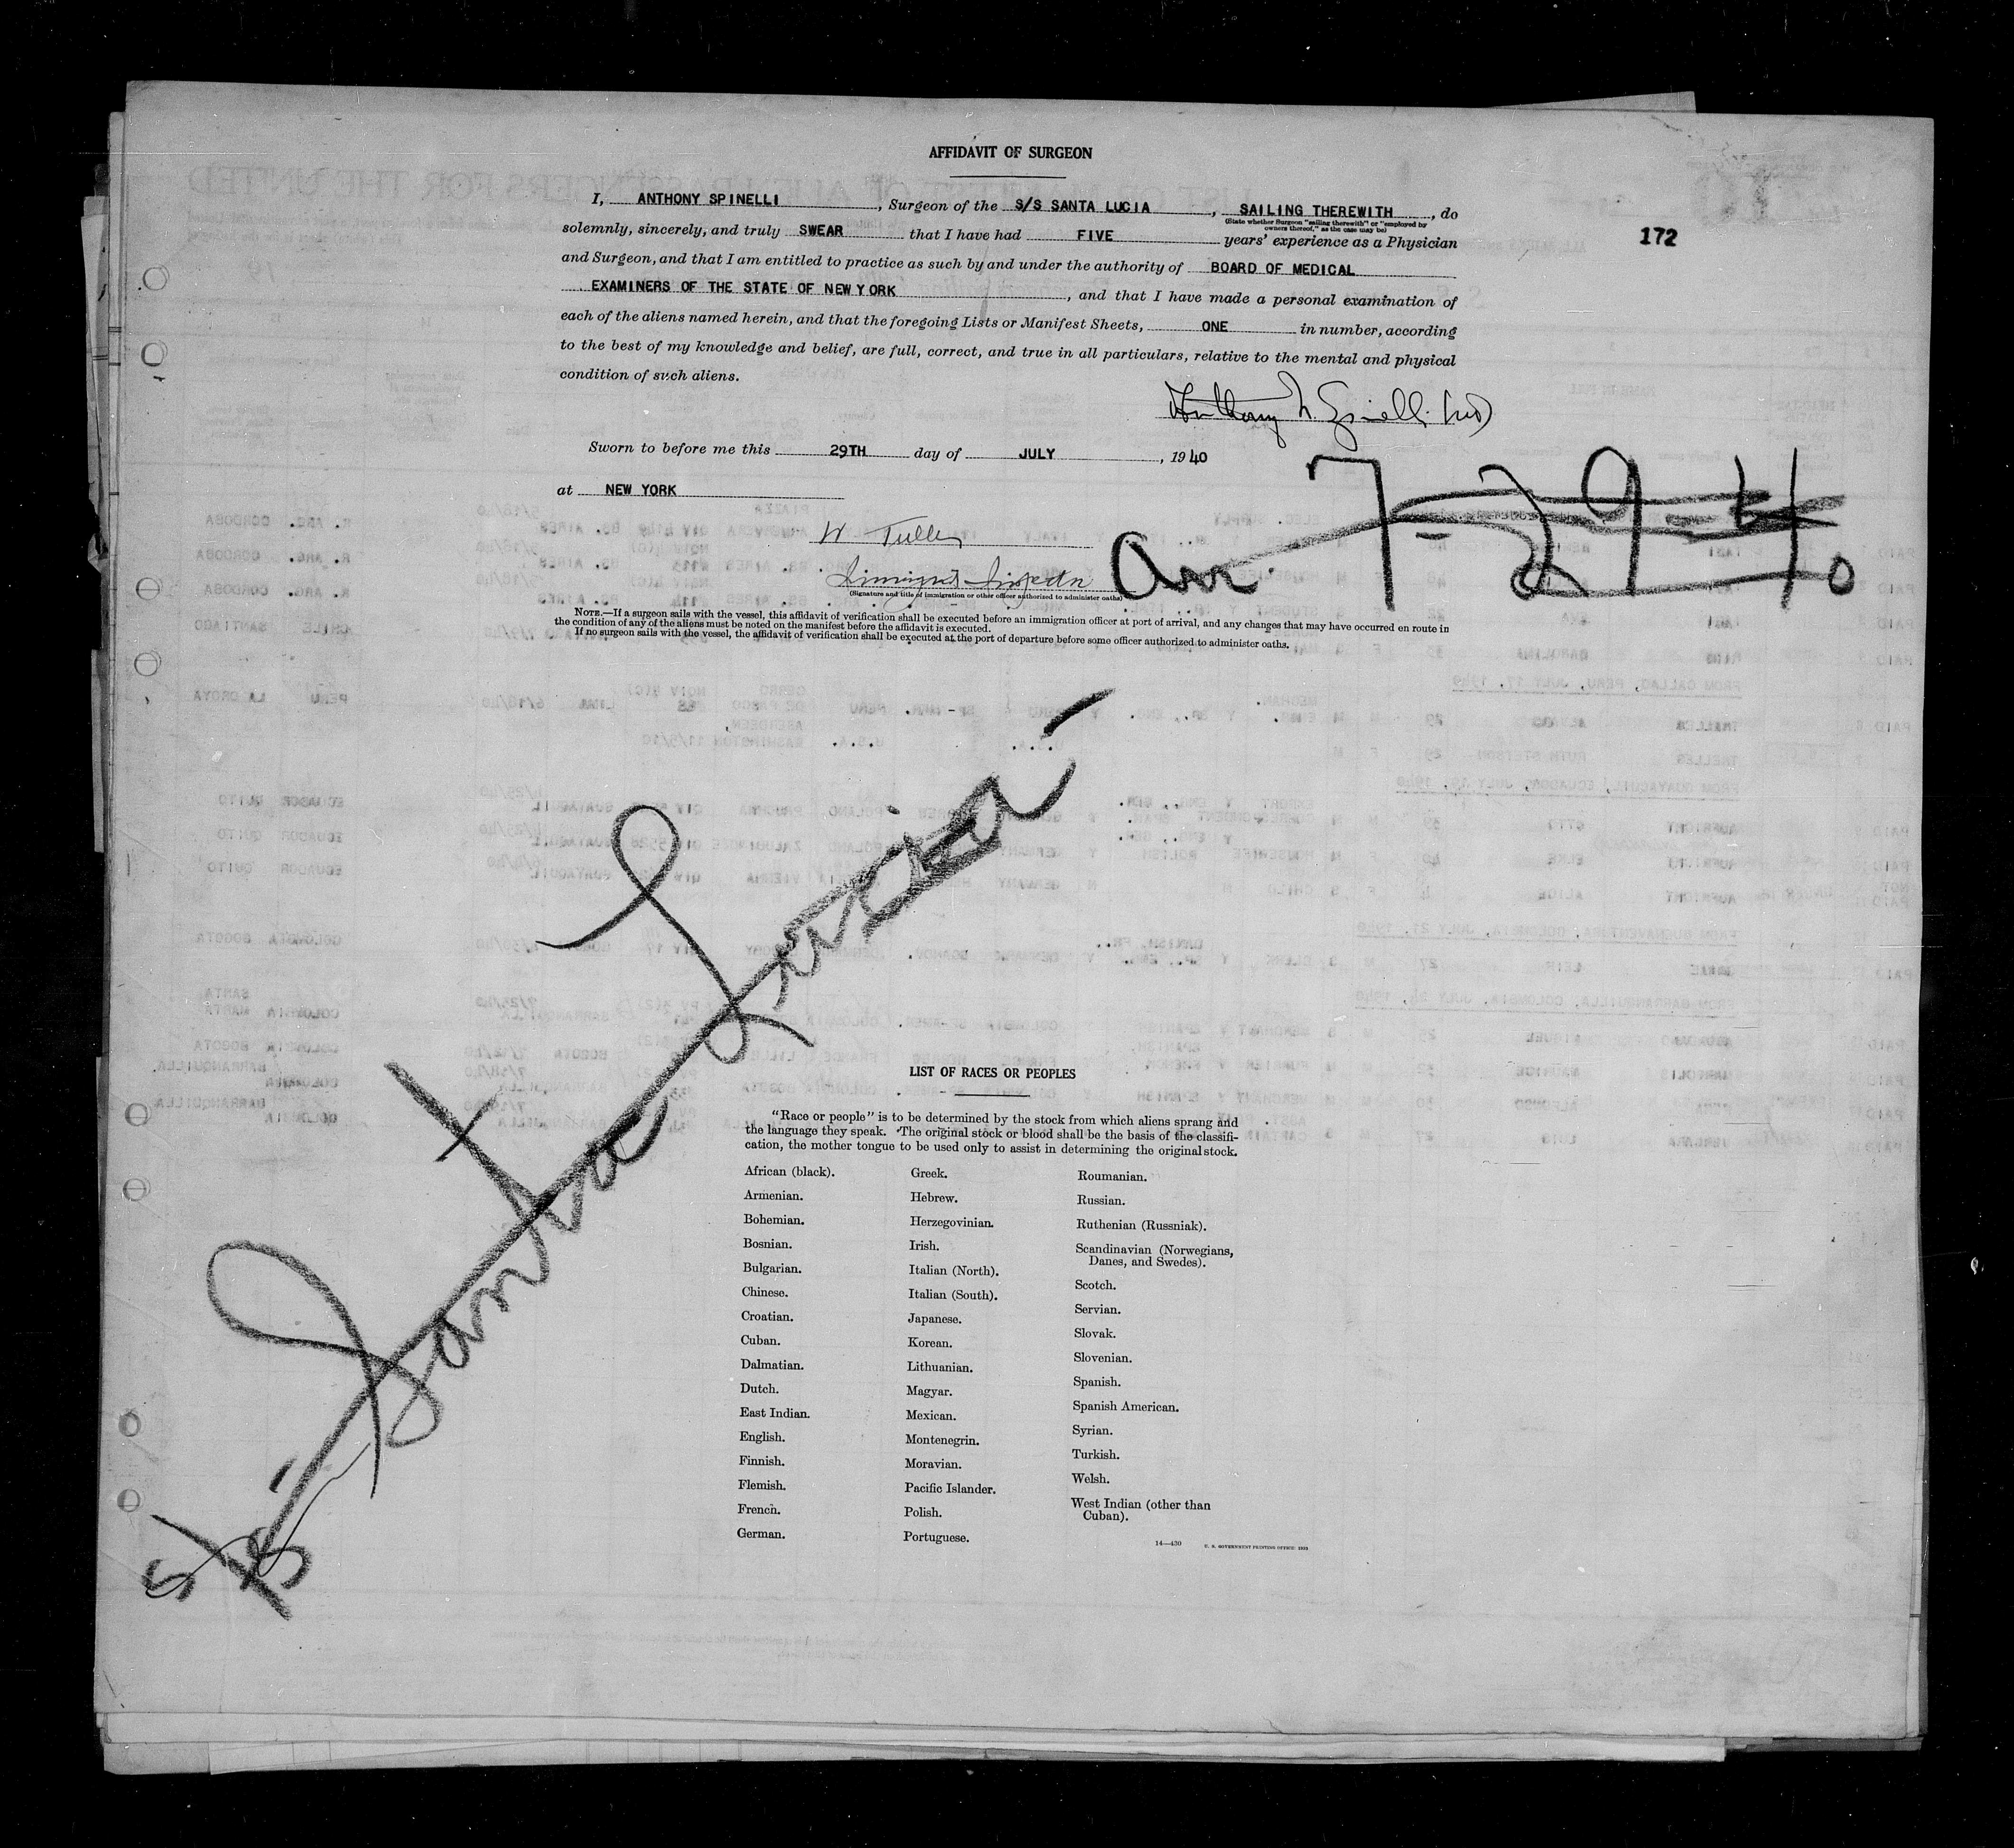 AFFIDAVIT OF SURGEON
I, ANTHONY SPINELLI, Surgeon of the S/S SANTA LUCIA, SAILING THEREWITH, do
(State whether Surgeon "sailing therewith" or "employed by
owners thereof," as the case may be)
solemnly, sincerely, and truly SWEAR that I have had FIVE years' experience as a Physician
172
and Surgeon, and that I am entitled to practice as such by and under the authority of BOARD OF MEDICAL
EXAMINERS OF THE STATE OF NEW YORK, and that I have made a personal examination of
each of the aliens named herein, and that the foregoing Lists or Manifest Sheets, ONE in number, according
to the best of my knowledge and belief, are full, correct, and true in all particulars, relative to the mental and physical
condition of such aliens.
Anthony N. Spinelli MD
Sworn to before me this 29TH day of JULY, 1940
at NEW YORK
Arr. 7-29-40
(Signature and title of immigration or other officer authorized to administer oaths)
NOTE.—If a surgeon sails with the vessel, this affidavit of verification shall be executed before an immigration officer at port of arrival, and any changes that may have occurred en route in
the condition of any of the aliens must be noted on the manifest before the affidavit is executed.
If no surgeon sails with the vessel, the affidavit of verification shall be executed at the port of departure before some officer authorized to administer oaths.
S/S Santa Lucia
LIST OF RACES OR PEOPLES
"Race or people" is to be determined by the stock from which aliens sprang and
the language they speak. The original stock or blood shall be the basis of the classifi-
cation, the mother tongue to be used only to assist in determining the original stock.
African (black).
Armenian.
Bohemian.
Bosnian.
Bulgarian.
Chinese.
Croatian.
Cuban.
Dalmatian.
Dutch.
East Indian.
English.
Finnish.
Flemish.
French.
German.
Greek.
Hebrew.
Herzegovinian.
Irish.
Italian (North).
Italian (South).
Japanese.
Korean.
Lithuanian.
Magyar.
Mexican.
Montenegrin.
Moravian.
Pacific Islander.
Polish.
Portuguese.
Roumanian.
Russian.
Ruthenian (Russniak).
Scandinavian (Norwegians,
Danes, and Swedes).
Scotch.
Servian.
Slovak.
Slovenian.
Spanish.
Spanish American.
Syrian.
Turkish.
Welsh.
West Indian (other than
Cuban).
14—430